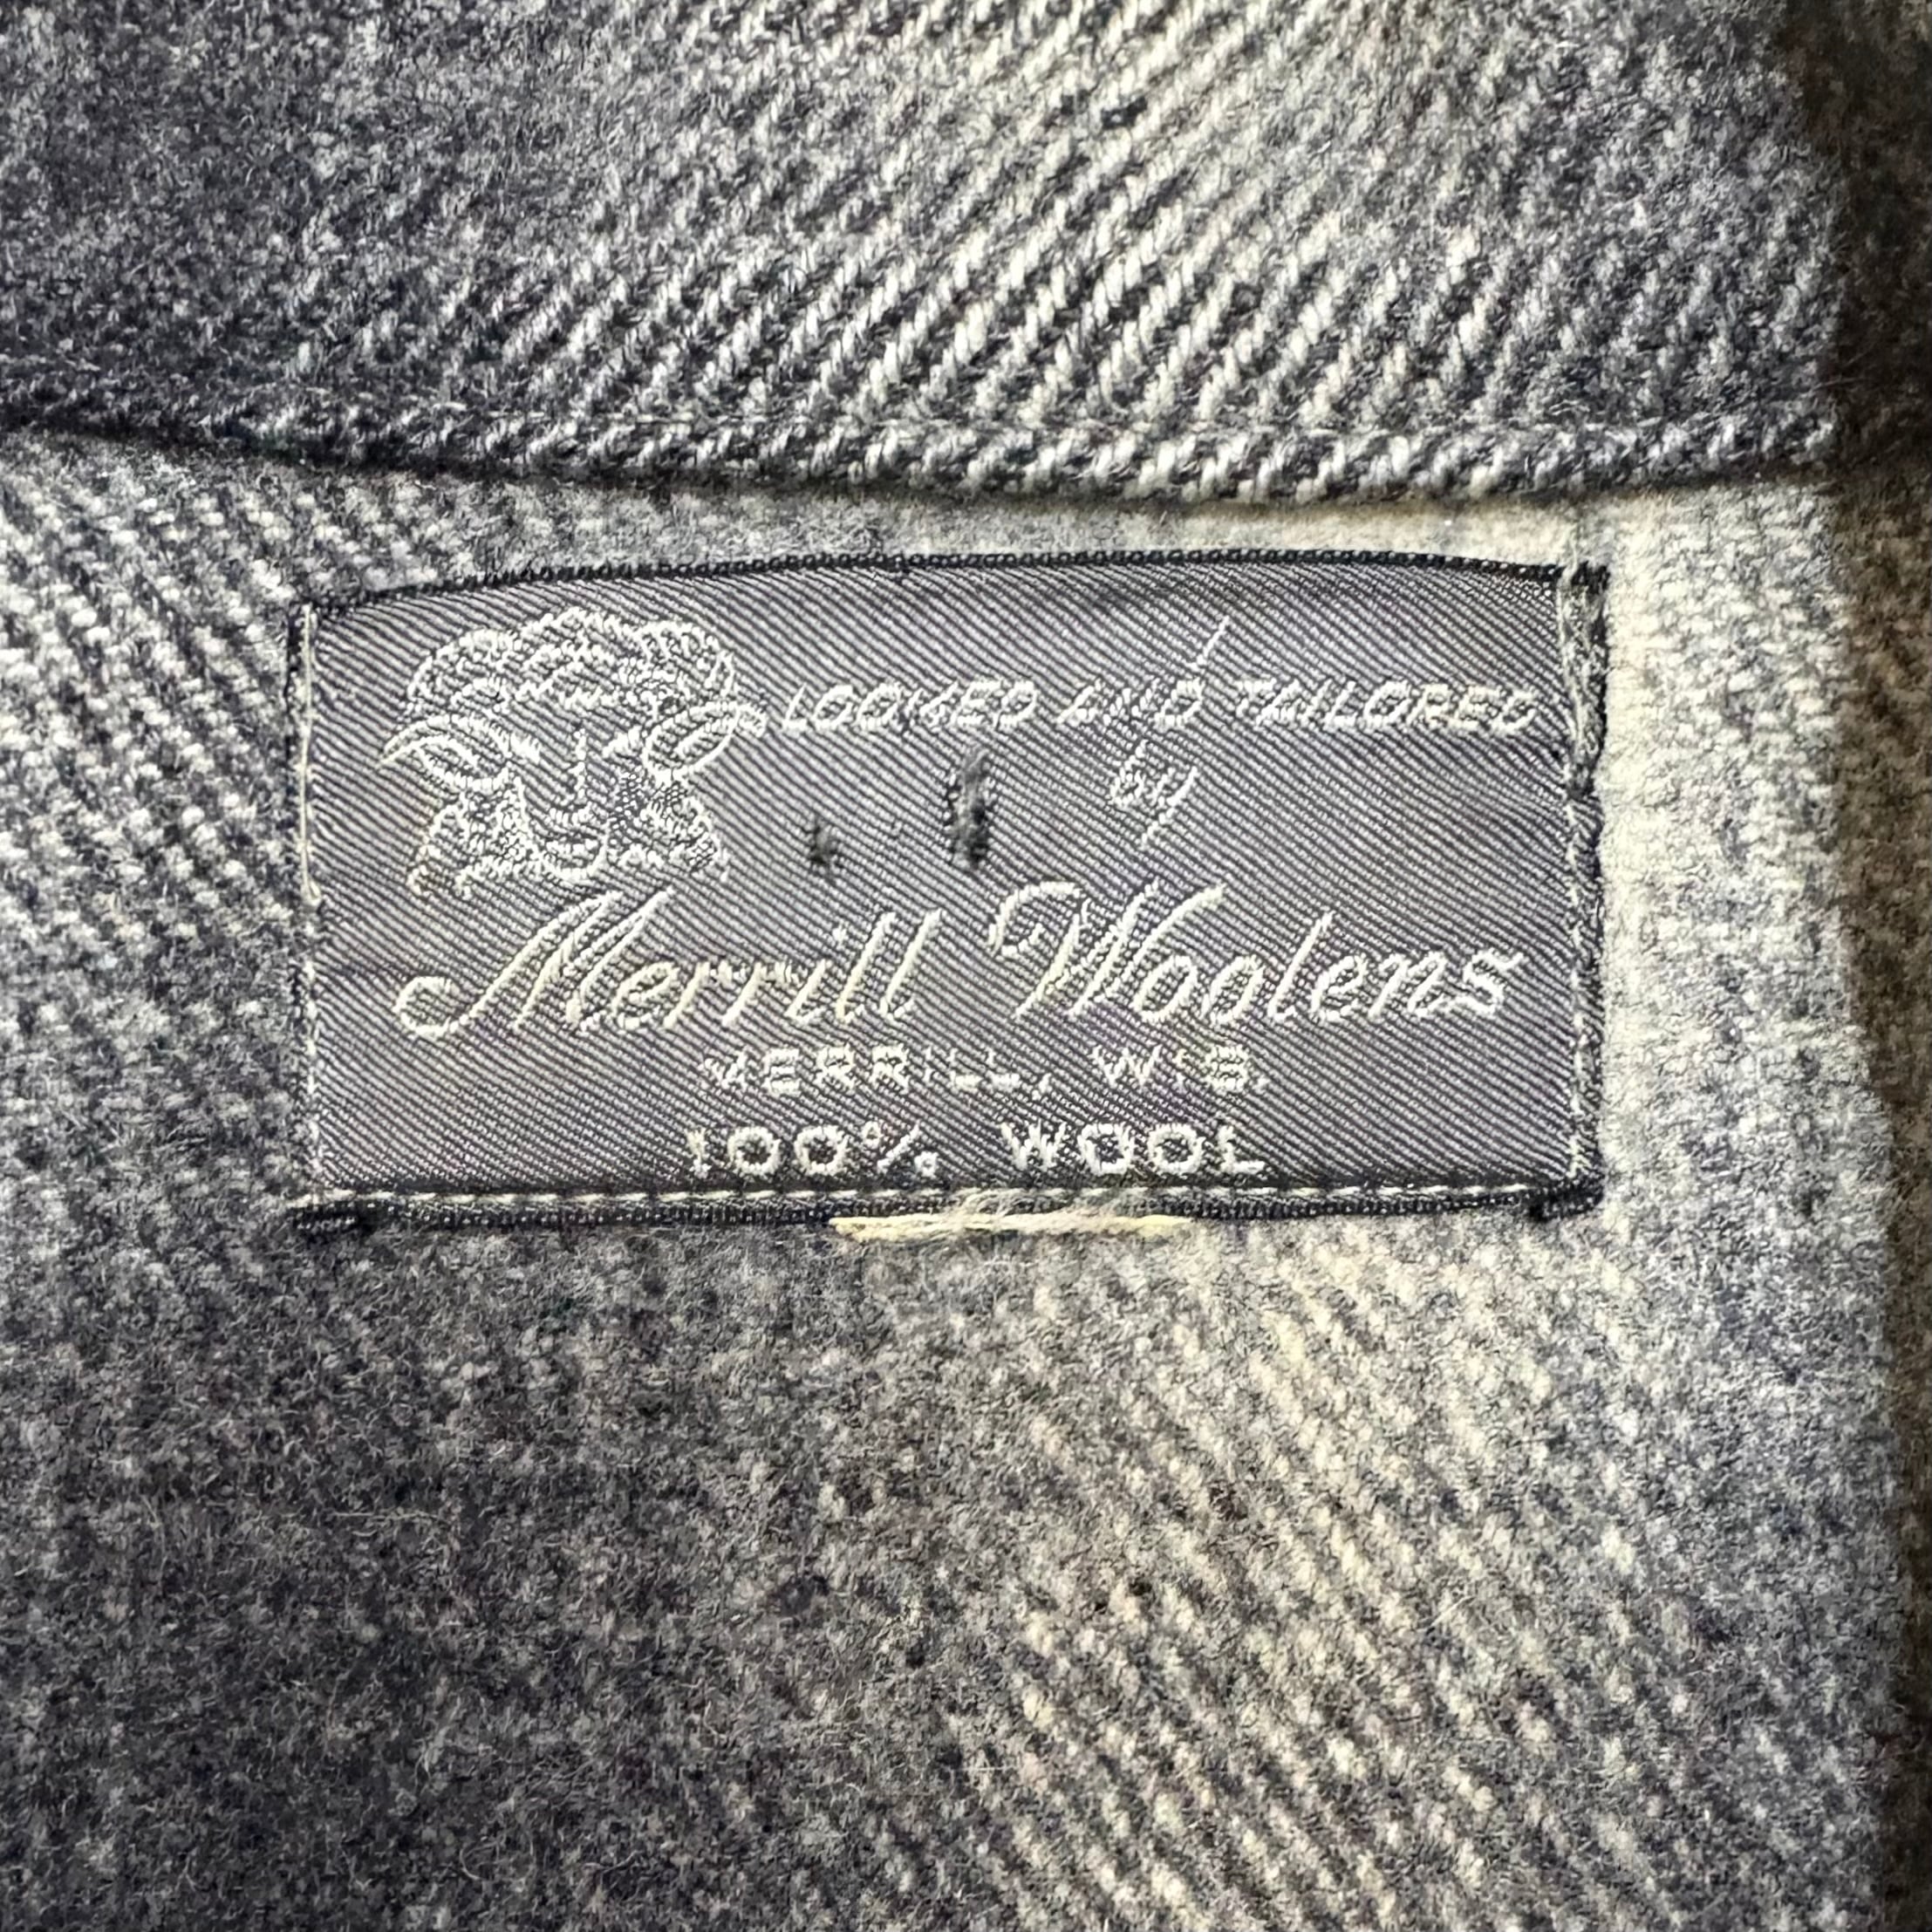 LOOMED AND TAILORED
by
Merrill Woolens
MERRILL, WIS.
100% WOOL